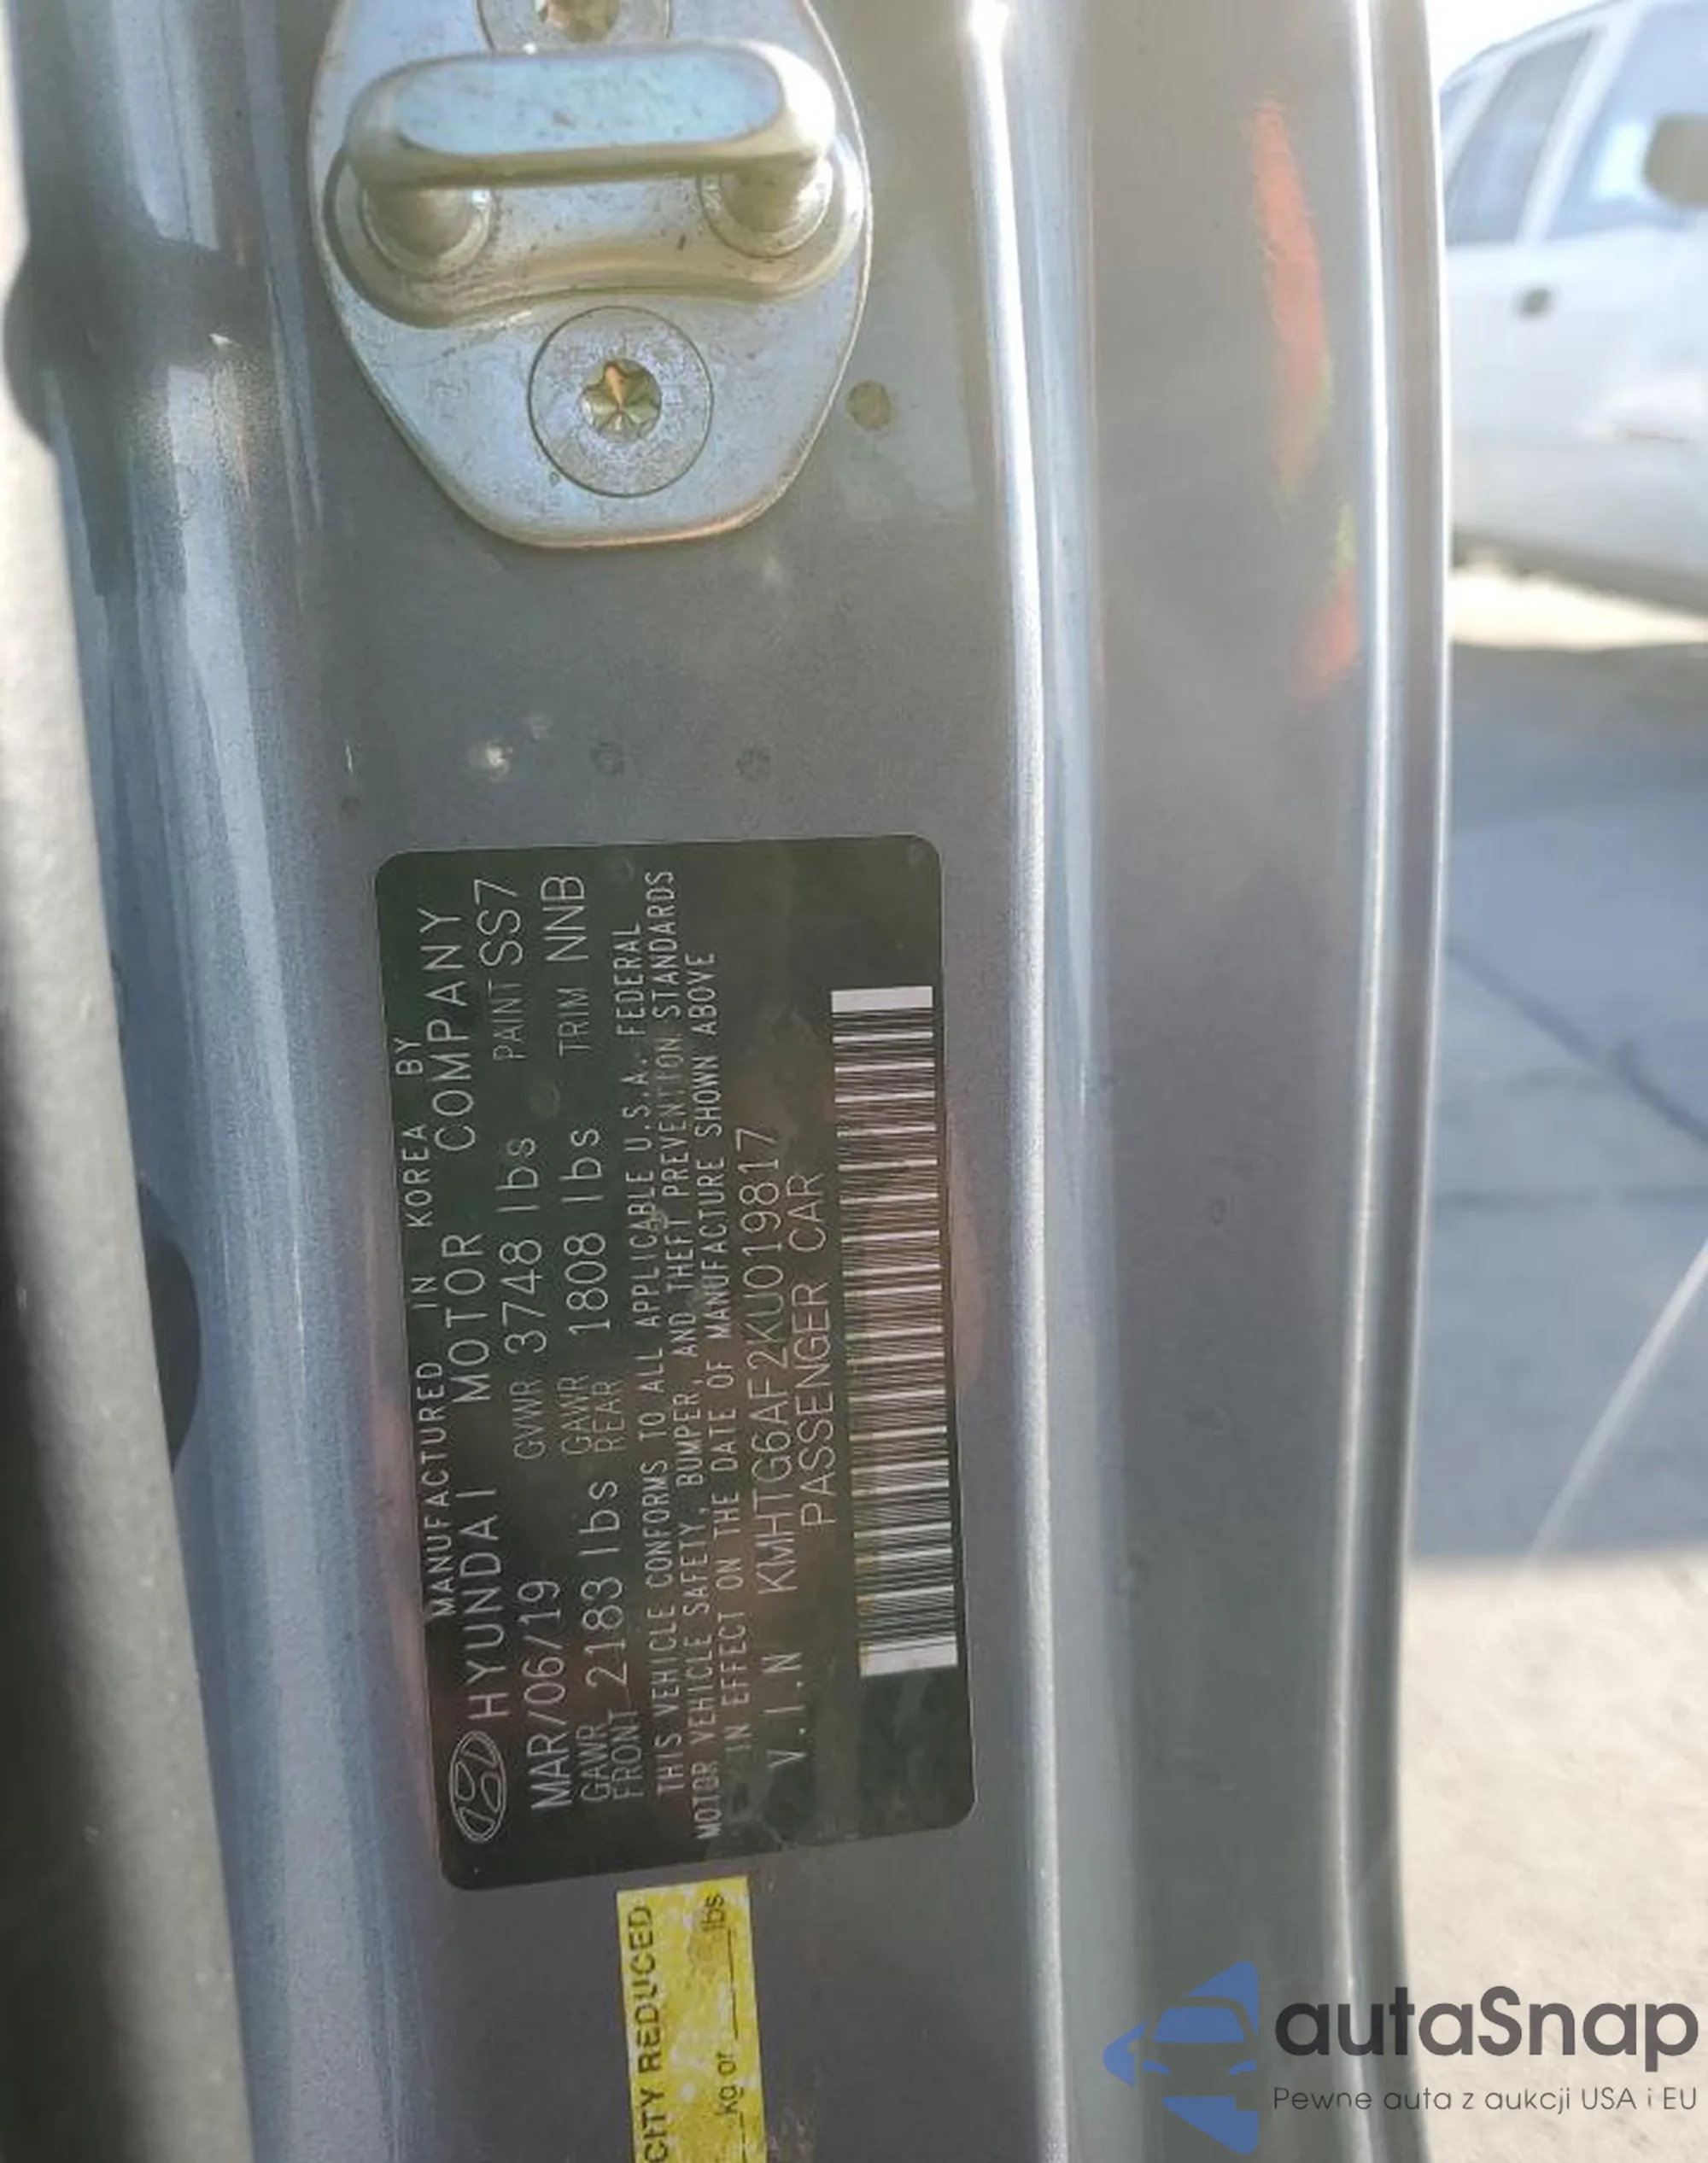 MANUFACTURED IN KOREA BY
HYUNDAI MOTOR COMPANY
MAR/06/19 GVWR 3748 lbs PAINT SS7
GAWR FRONT 2183 lbs GAWR REAR 1808 lbs TRIM NNB
THIS VEHICLE CONFORMS TO ALL APPLICABLE U.S.A. FEDERAL
MOTOR VEHICLE SAFETY, BUMPER, AND THEFT PREVENTION STANDARDS
IN EFFECT ON THE DATE OF MANUFACTURE SHOWN ABOVE
V.I.N KMHTG6AF2KU019817
PASSENGER CAR
CITY REDUCED
kg or lbs
autaSnap
Pewne auta z aukcji USA i EU